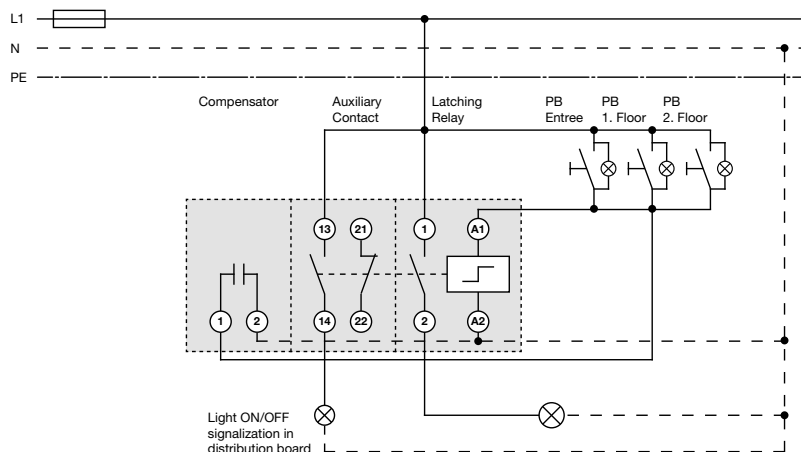 L1
N
PE
Compensator
Auxiliary
Contact
Latching
Relay
PB
Entree
PB
1. Floor
PB
2. Floor
13
21
1
A1
1
2
14
22
2
A2
Light ON/OFF
signalization in
distribution board